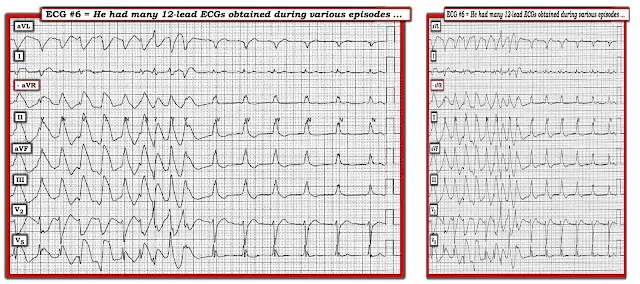 ECG #6 = He had many 12-lead ECGs obtained during various episodes ...
aVL
I
- aVR
II
aVF
III
V2
V5
ECG #6 = He had many 12-lead ECGs obtained during various episodes ...
I